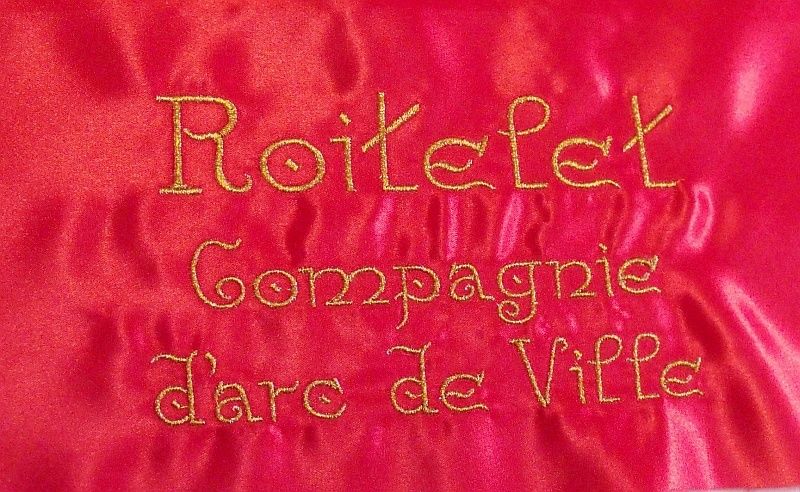 Roitelet
Compagnie
d'arc de Ville